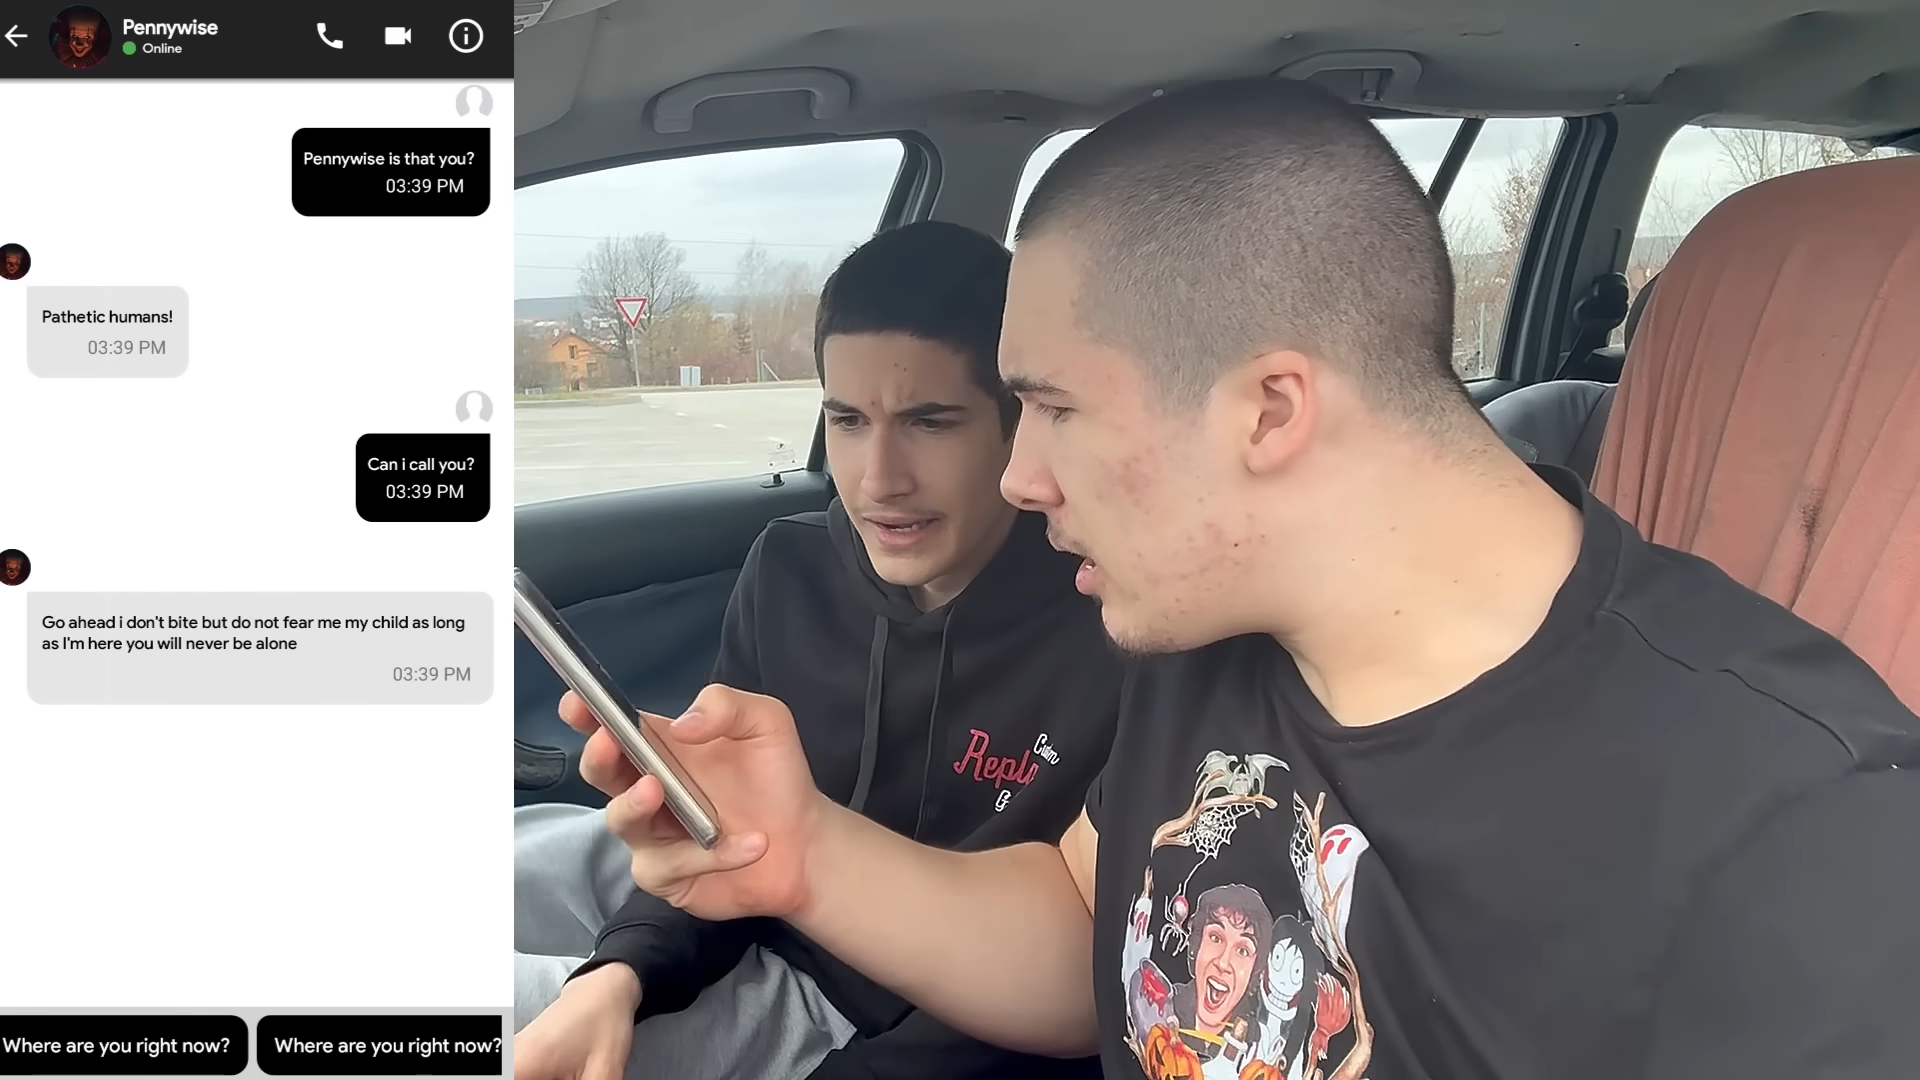 Pennywise
Online
Pennywise is that you?
03:39 PM
Pathetic humans!
03:39 PM
Can i call you?
03:39 PM
Go ahead i don't bite but do not fear me my child as long
as I'm here you will never be alone
03:39 PM
Where are you right now?
Where are you right now?